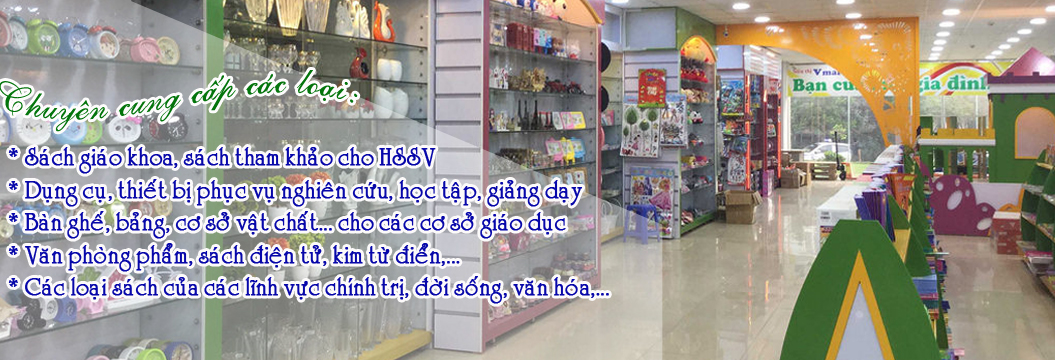 Chuyên cung cấp các loại:
* Sách giáo khoa, sách tham khảo cho HSSV
* Dụng cụ, thiết bị phục vụ nghiên cứu, học tập, giảng dạy
* Bàn ghế, bảng, cơ sở vật chất... cho các cơ sở giáo dục
* Văn phòng phẩm, sách điện tử, kim từ điển,...
* Các loại sách của các lĩnh vực chính trị, đời sống, văn hóa,...
Bạn gia đình